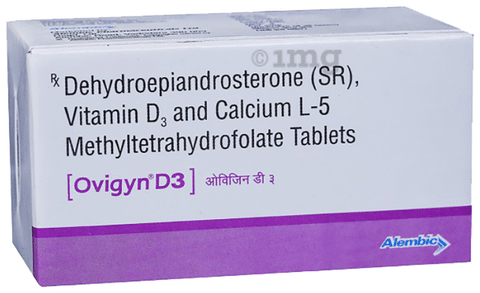 © 1mg
℞ Dehydroepiandrosterone (SR),
Vitamin D₃ and Calcium L-5
Methyltetrahydrofolate Tablets
[Ovigyn®D3] ओविजिन डी ३
Alembic